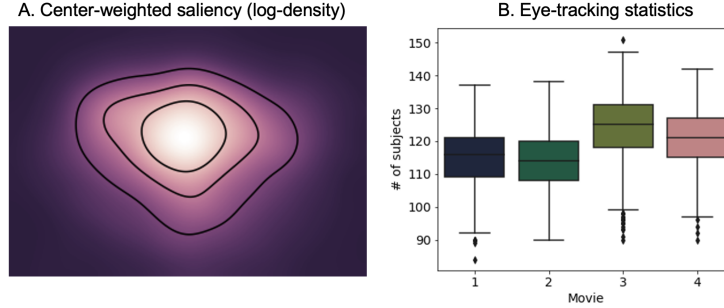 A. Center-weighted saliency (log-density)
B. Eye-tracking statistics
# of subjects
150
140
130
120
110
100
90
1 2 3 4
Movie